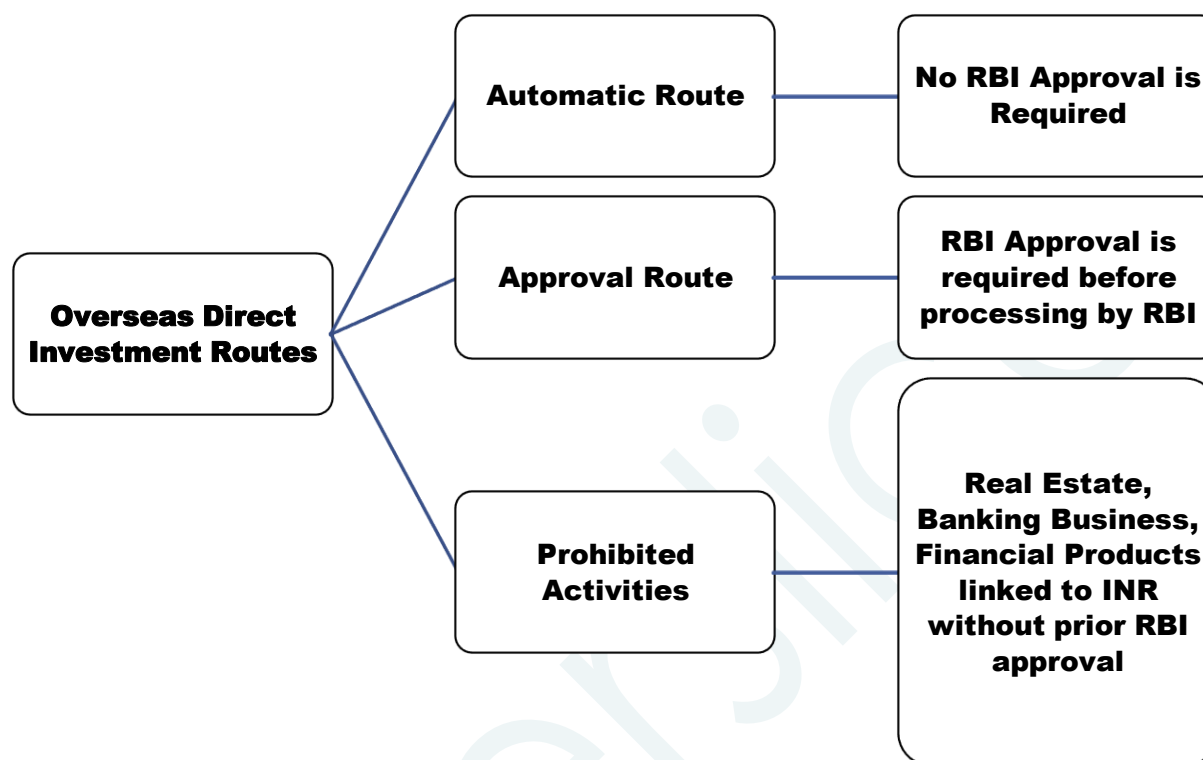 Overseas Direct
Investment Routes
Automatic Route
No RBI Approval is
Required
Approval Route
RBI Approval is
required before
processing by RBI
Prohibited
Activities
Real Estate,
Banking Business,
Financial Products
linked to INR
without prior RBI
approval